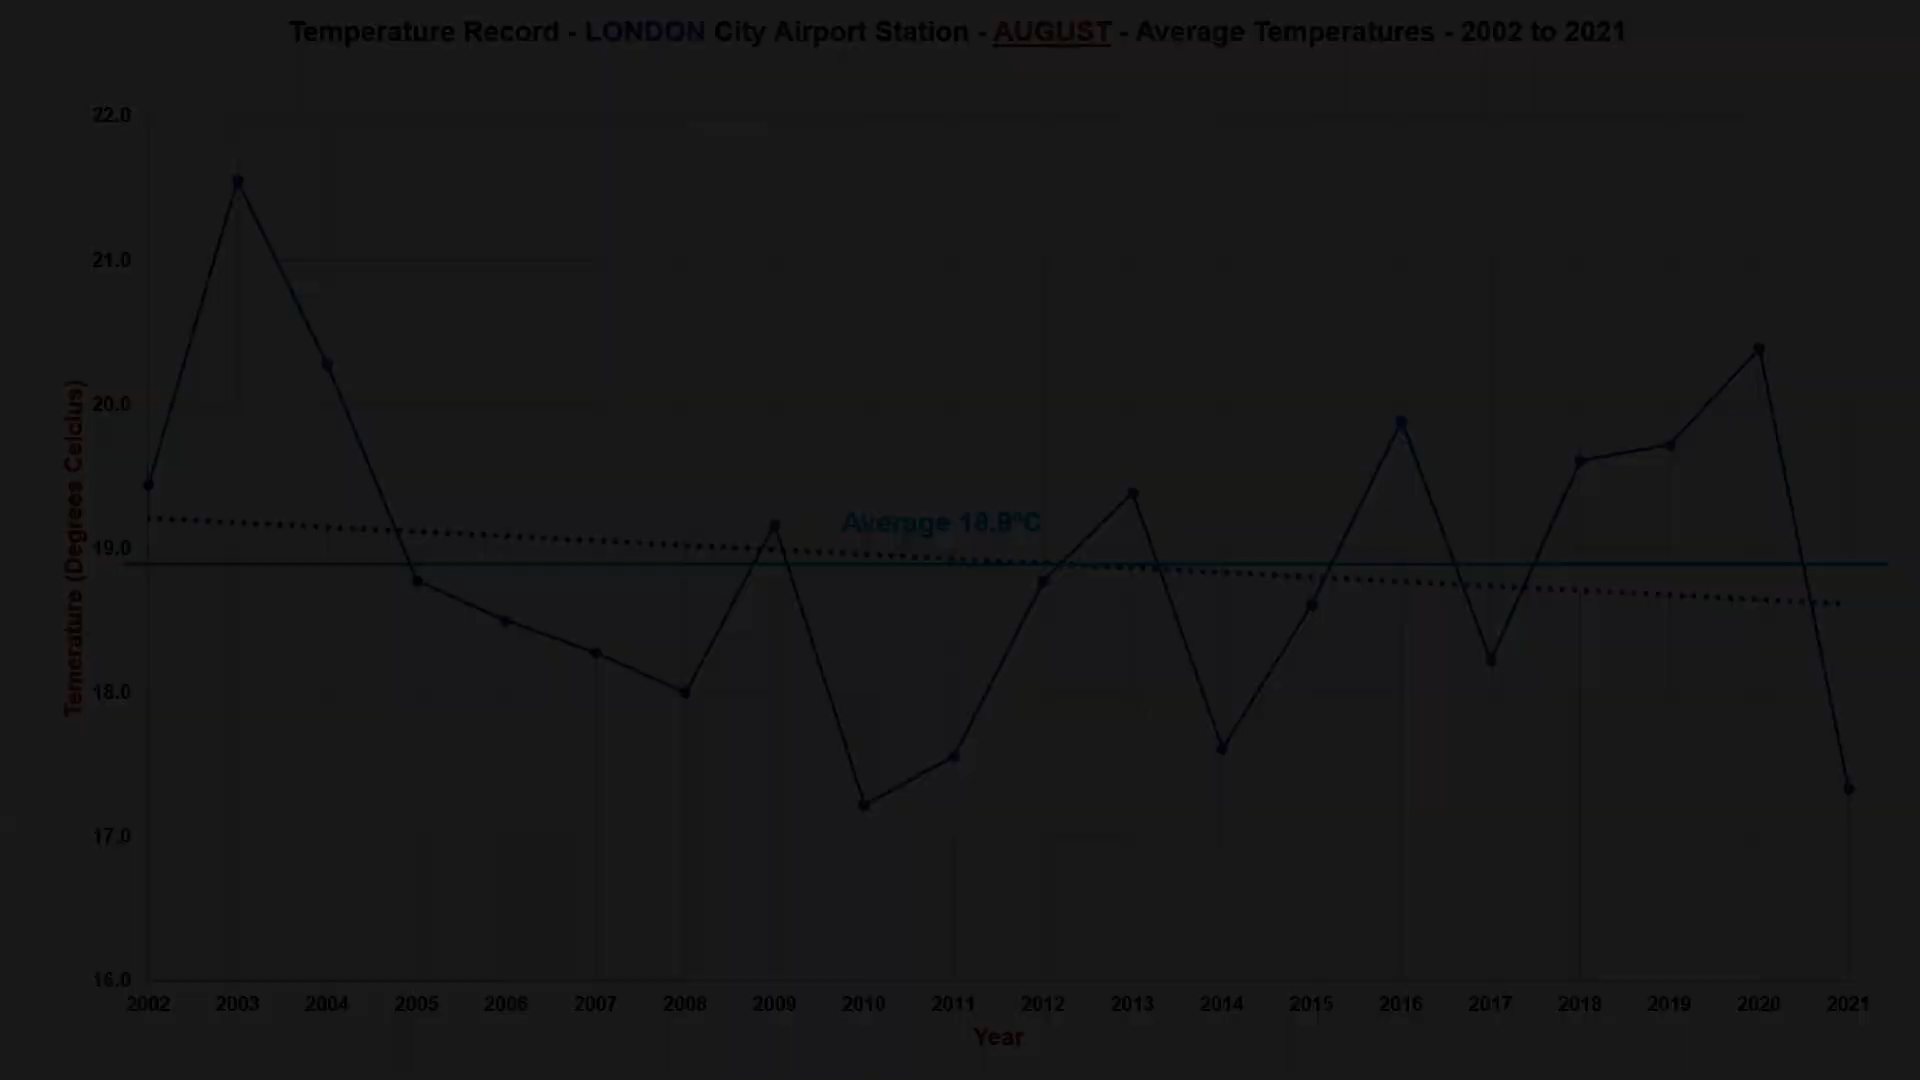 Temperature Record - LONDON City Airport Station - AUGUST - Average Temperatures - 2002 to 2021
22.0
21.0
20.0
19.0
18.0
17.0
16.0
Temerature (Degrees Celcius)
Average 18.9°C
2002 2003 2004 2005 2006 2007 2008 2009 2010 2011 2012 2013 2014 2015 2016 2017 2018 2019 2020 2021
Year